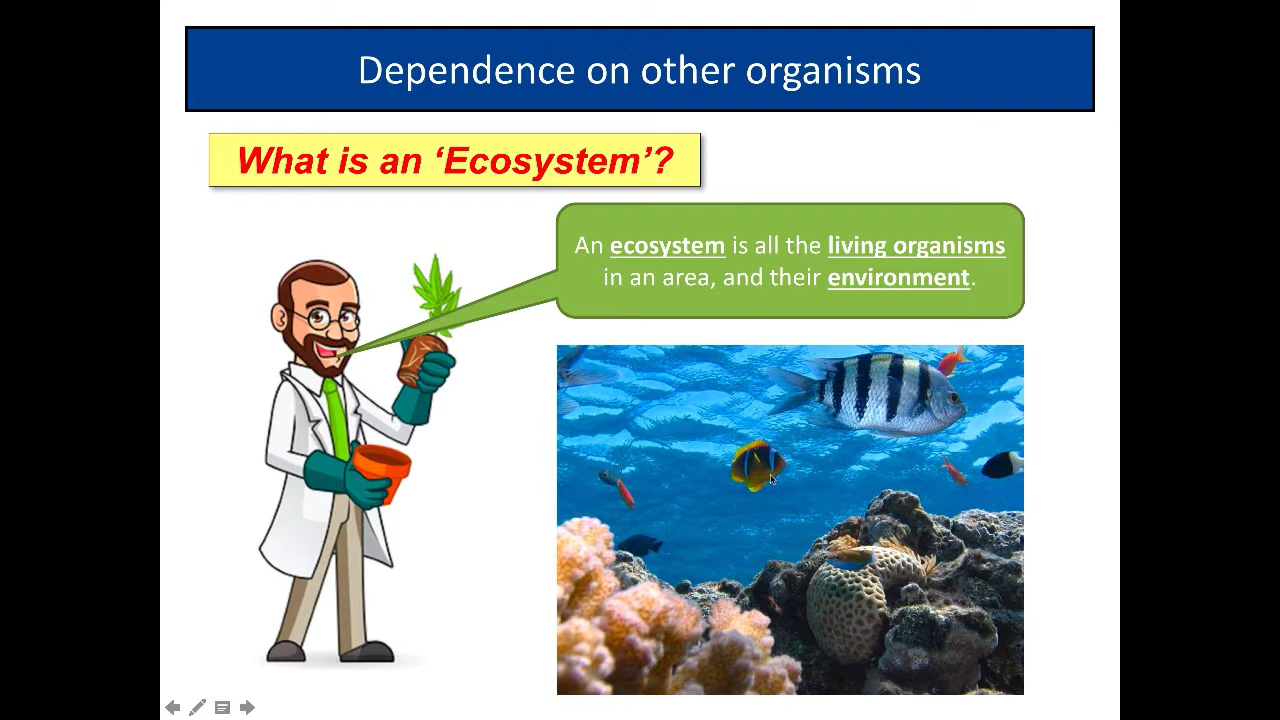 Dependence on other organisms
What is an ‘Ecosystem’?
An ecosystem is all the living organisms
in an area, and their environment.